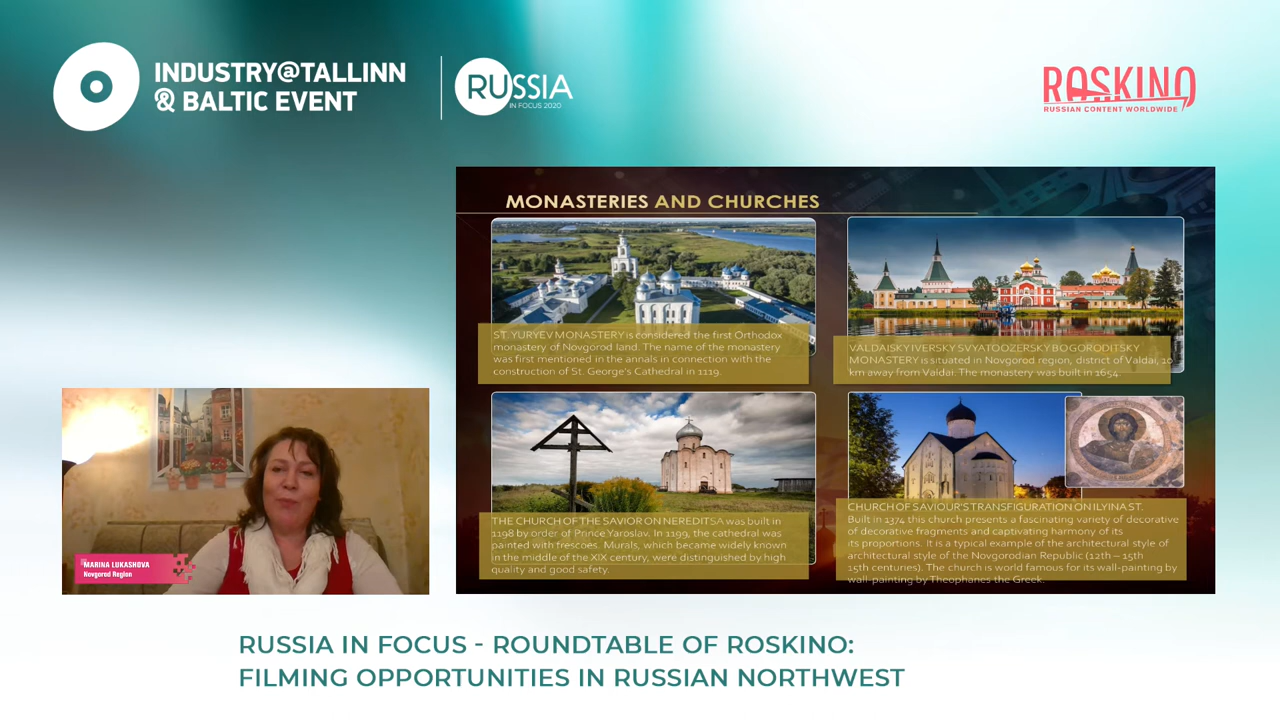 INDUSTRY@TALLINN
& BALTIC EVENT
RUSSIA
IN FOCUS 2020
ROSKINO
RUSSIAN CONTENT WORLDWIDE
MONASTERIES AND CHURCHES
ST. YURYEV MONASTERY is considered the first Orthodox
monastery of Novgorod land. The name of the monastery
was first mentioned in the annals in connection with the
construction of St. George's Cathedral in 1119.
VALDAISKY IVERSKY SVYATOOZERSKY BOGORODITSKY
MONASTERY is situated in Novgorod region, district of Valdai, 10
km away from Valdai. The monastery was built in 1654.
THE CHURCH OF THE SAVIOR ON NEREDITSA was built in
1198 by order of Prince Yaroslav. In 1199, the cathedral was
painted with frescoes. Murals, which became widely known
in the middle of the XIX century, were distinguished by high
quality and good safety.
CHURCH OF SAVIOUR'S TRANSFIGURATION ON ILYINA ST.
Built in 1374 this church presents a fascinating variety of decorative
of decorative fragments and captivating harmony of its
its proportions. It is a typical example of the architectural style of
architectural style of the Novgorodian Republic (12th – 15th
15th centuries). The church is world famous for its wall-painting by
wall-painting by Theophanes the Greek.
MARINA LUKASHOVA
Novgorod Region
RUSSIA IN FOCUS - ROUNDTABLE OF ROSKINO:
FILMING OPPORTUNITIES IN RUSSIAN NORTHWEST